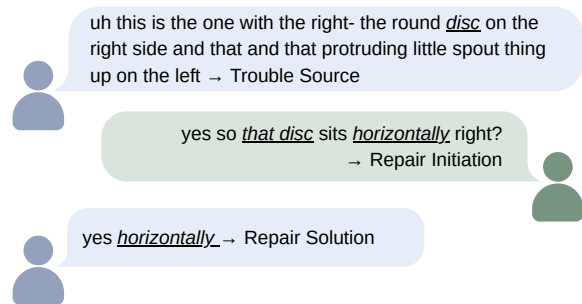 uh this is the one with the right- the round disc on the
right side and that and that protruding little spout thing
up on the left → Trouble Source
yes so that disc sits horizontally right?
→ Repair Initiation
yes horizontally → Repair Solution